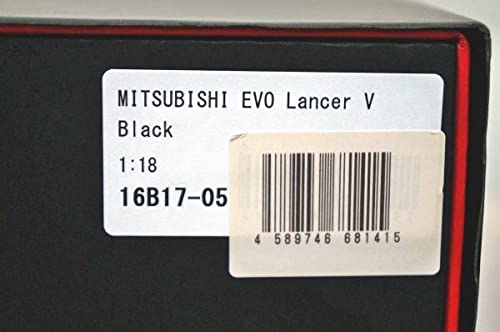 MITSUBISHI EVO Lancer V
Black
1:18
16B17-05
4 589746 681415